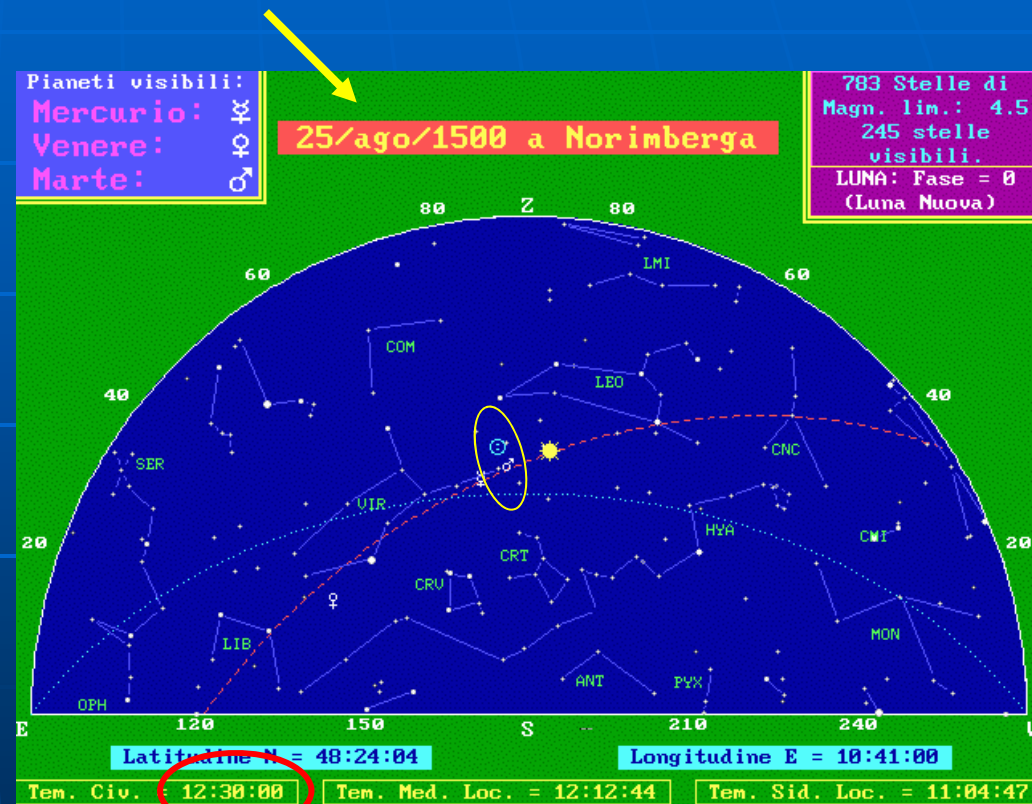 Pianeti visibili:
Mercurio: ☿
Venere: ♀
Marte: ♂
25/ago/1500 a Norimberga
783 Stelle di
Magn. lim.: 4.5
245 stelle
visibili.
LUNA: Fase = 0
(Luna Nuova)
80 Z 80
60 60
LMI
COM
LEO
40 40
SER
CNC
VIR
HYA
20 CMI 20
CRT
CRV
LIB
MON
ANT PYX
OPH
E 120 150 S 210 240
Latitudine N = 48:24:04 Longitudine E = 10:41:00
Tem. Civ. = 12:30:00 Tem. Med. Loc. = 12:12:44 Tem. Sid. Loc. = 11:04:47